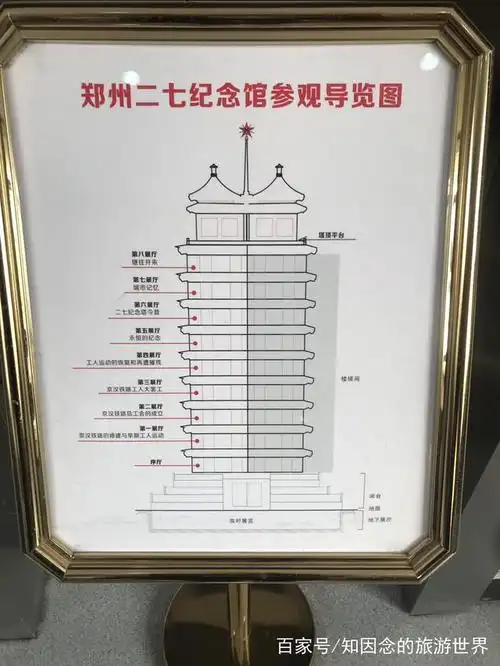 郑州二七纪念馆参观导览图
塔顶平台
第八展厅
继往开来
第七展厅
城市记忆
第六展厅
二七纪念塔今昔
第五展厅
永恒的纪念
第四展厅
工人运动的恢复和再遭摧残
第三展厅
京汉铁路工人大罢工
第二展厅
京汉铁路总工会的成立
第一展厅
京汉铁路的修建与早期工人运动
序厅
楼梯间
闭台
地面
地下展厅
临时展区
百家号/知因念的旅游世界